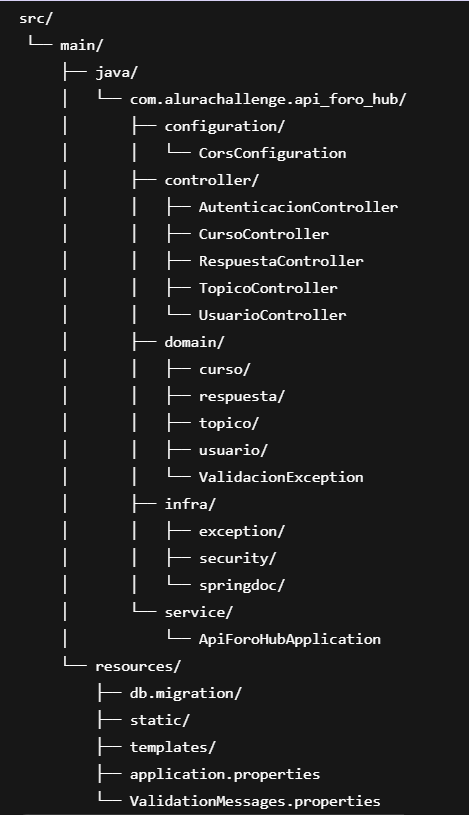 src/
└── main/
    ├── java/
    │   └── com.alurachallenge.api_foro_hub/
    │       ├── configuration/
    │       │   └── CorsConfiguration
    │       ├── controller/
    │       │   ├── AutenticacionController
    │       │   ├── CursoController
    │       │   ├── RespuestaController
    │       │   ├── TopicoController
    │       │   └── UsuarioController
    │       ├── domain/
    │       │   ├── curso/
    │       │   ├── respuesta/
    │       │   ├── topico/
    │       │   ├── usuario/
    │       │   └── ValidacionException
    │       ├── infra/
    │       │   ├── exception/
    │       │   ├── security/
    │       │   └── springdoc/
    │       └── service/
    │           └── ApiForoHubApplication
    └── resources/
        ├── db.migration/
        ├── static/
        ├── templates/
        ├── application.properties
        └── ValidationMessages.properties